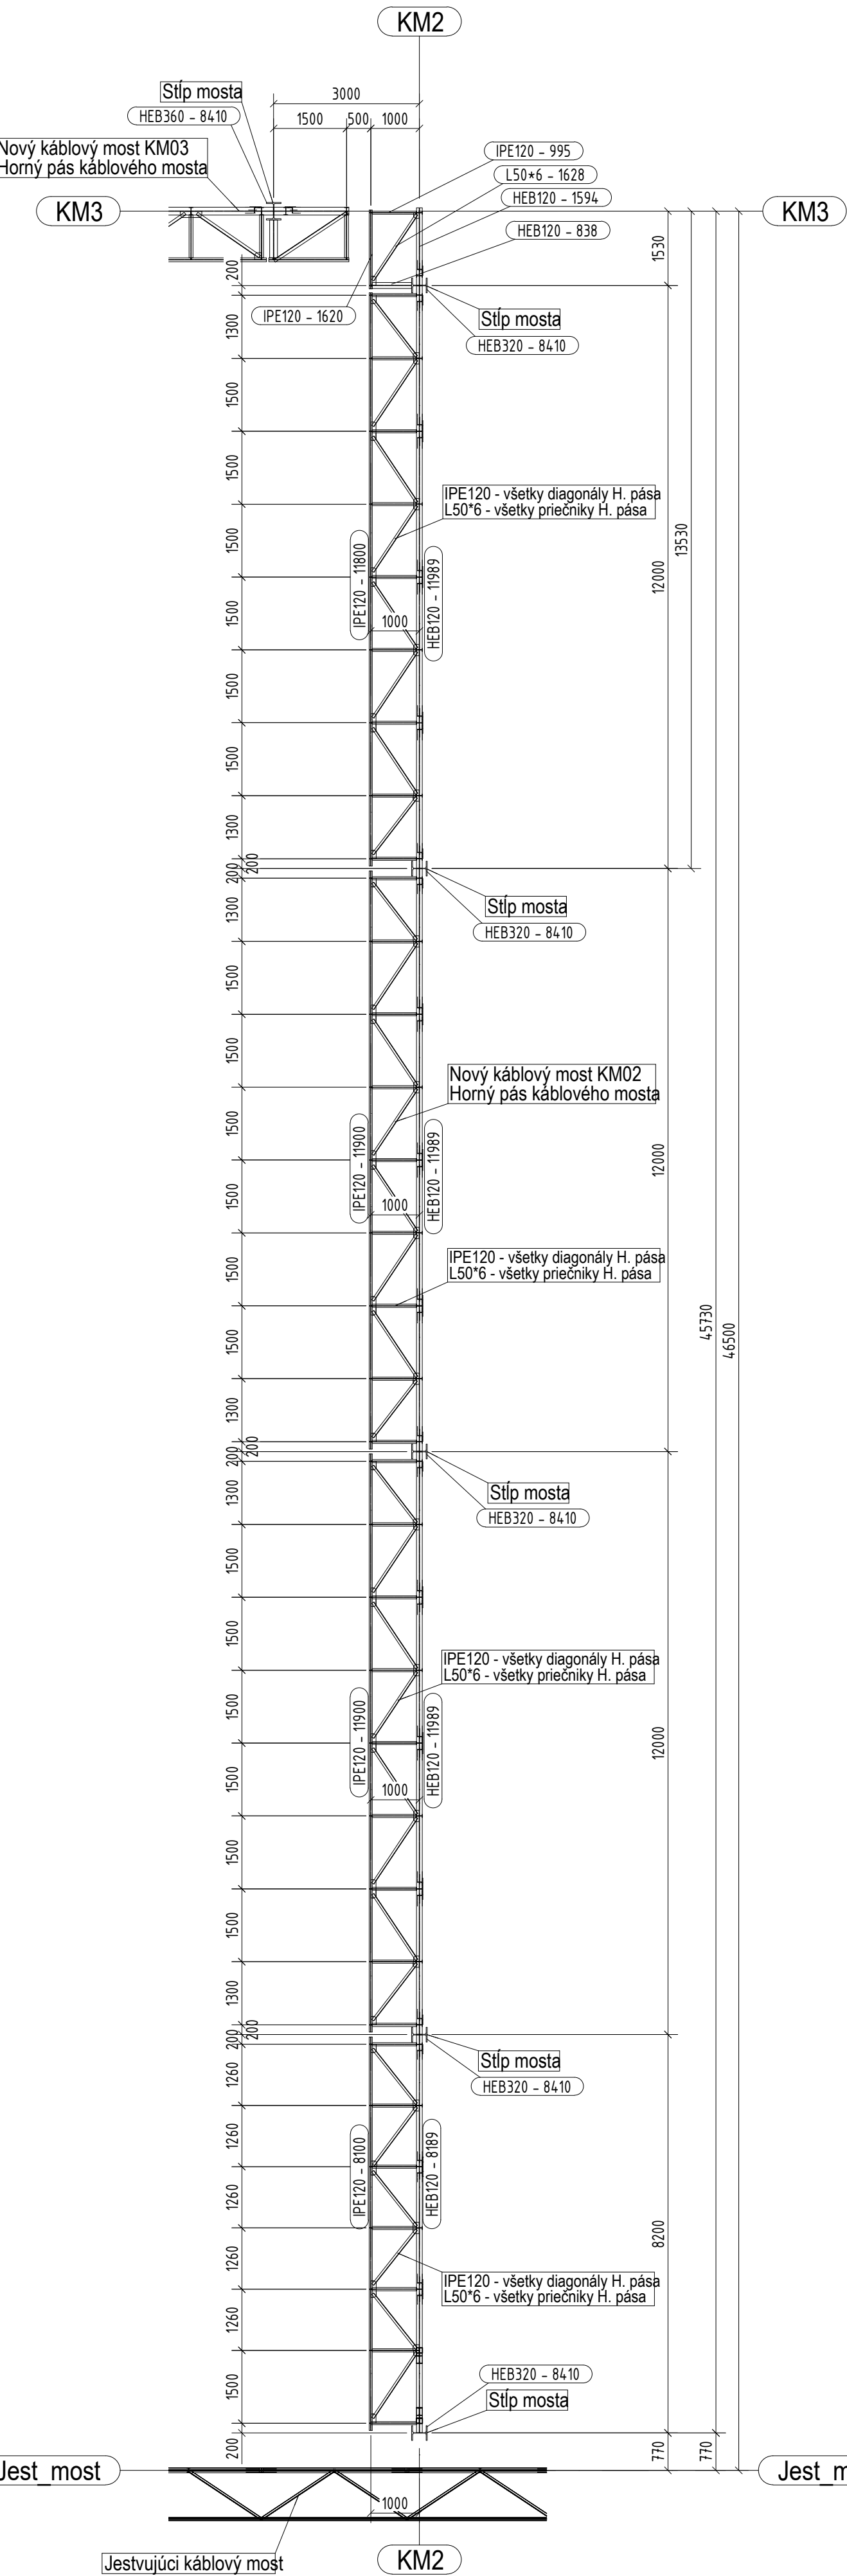 KM2
Stĺp mosta
HEB360 - 8410
3000
1500
500
1000
Nový káblový most KM03
Horný pás káblového mosta
IPE120 - 995
L50*6 - 1628
HEB120 - 1594
HEB120 - 838
KM3
KM3
200
1530
IPE120 - 1620
Stĺp mosta
HEB320 - 8410
1300
1500
1500
IPE120 - všetky diagonály H. pása
L50*6 - všetky priečniky H. pása
1500
13530
12000
IPE120 - 11800
HEB120 - 11989
1500
1000
1500
1500
1300
200
200
Stĺp mosta
HEB320 - 8410
1300
1500
1500
Nový káblový most KM02
Horný pás káblového mosta
1500
IPE120 - 11900
HEB120 - 11989
12000
1500
1000
1500
IPE120 - všetky diagonály H. pása
L50*6 - všetky priečniky H. pása
45730
46500
1500
1300
200
200
Stĺp mosta
HEB320 - 8410
1300
1500
1500
IPE120 - všetky diagonály H. pása
L50*6 - všetky priečniky H. pása
1500
IPE120 - 11900
HEB120 - 11989
12000
1500
1000
1500
1500
1300
200
200
Stĺp mosta
HEB320 - 8410
1260
1260
IPE120 - 8100
HEB120 - 8189
1260
8200
1260
IPE120 - všetky diagonály H. pása
L50*6 - všetky priečniky H. pása
1260
1500
HEB320 - 8410
Stĺp mosta
200
770
770
Jest_most
Jest_m
1000
Jestvujúci káblový most
KM2